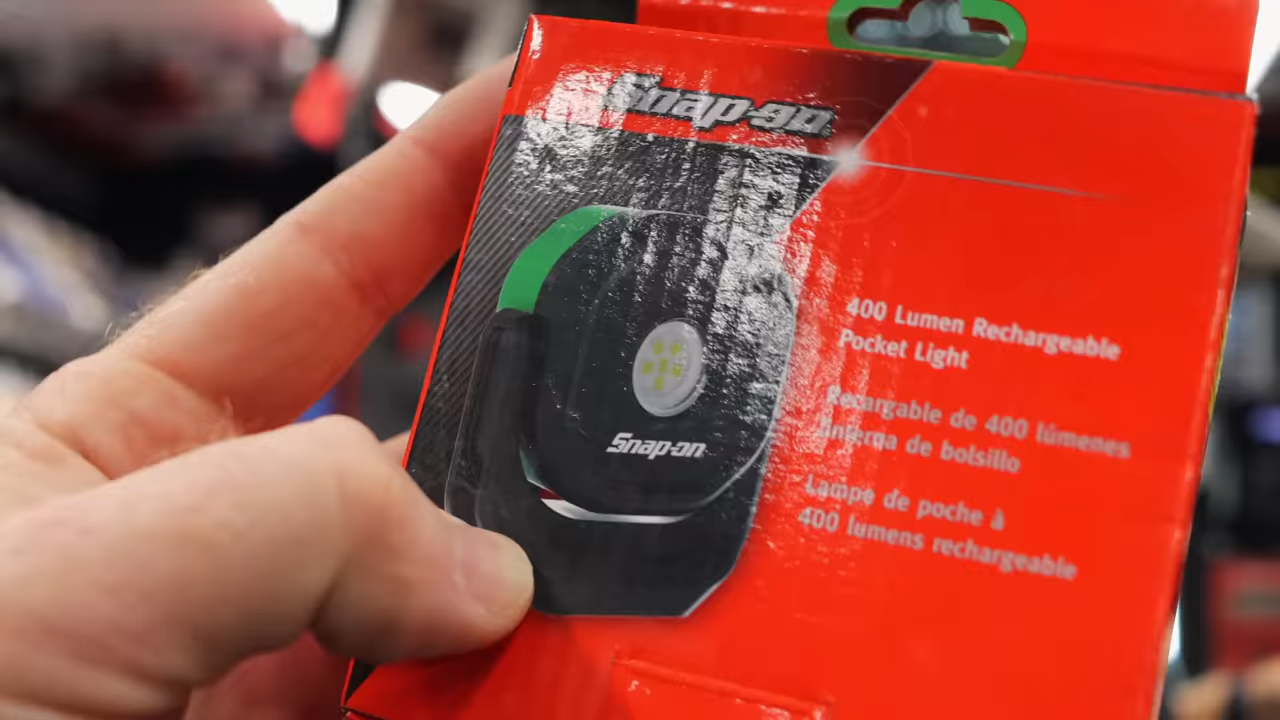 Snap-on
400 Lumen Rechargeable
Pocket Light
Recargable de 400 lúmenes
linterna de bolsillo
Lampe de poche à
400 lumens rechargeable
Snap-on